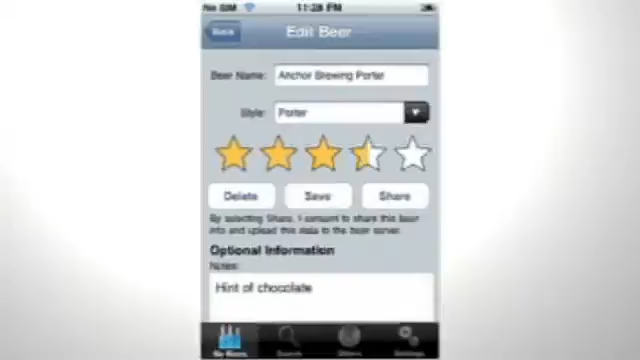 No SIM 11:28 PM
Back Edit Beer
Beer Name: Anchor Brewing Porter
Style: Porter
Delete Save Share
By selecting Share, I consent to share this beer
info and upload this data to the beer server.
Optional Information
Notes:
Hint of chocolate
My Beers Search Others Settings